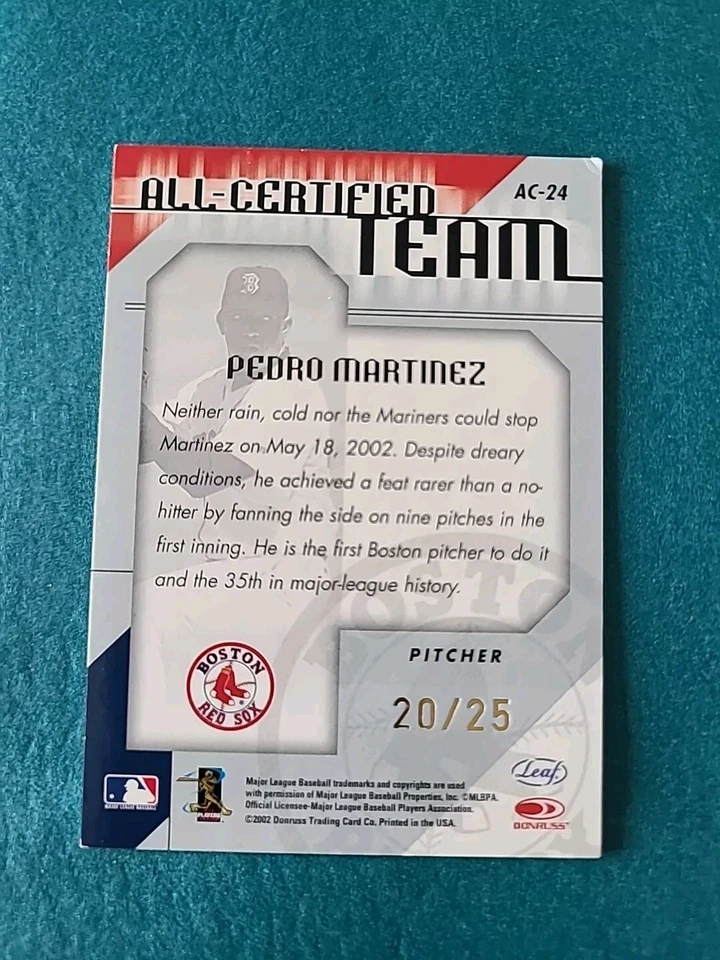 ALL-CERTIFIED
AC-24
TEAM
PEDRO MARTINEZ
Neither rain, cold nor the Mariners could stop
Martinez on May 18, 2002. Despite dreary
conditions, he achieved a feat rarer than a no-
hitter by fanning the side on nine pitches in the
first inning. He is the first Boston pitcher to do it
and the 35th in major-league history.
BOSTON
RED SOX
PITCHER
20/25
Major League Baseball trademarks and copyrights are used
with permission of Major League Baseball Properties, Inc. ©MLBPA.
Official Licensee-Major League Baseball Players Association.
©2002 Donruss Trading Card Co. Printed in the USA.
MAJOR LEAGUE BASEBALL
PLAYERS
Leaf
DONRUSS
BOSTON
B